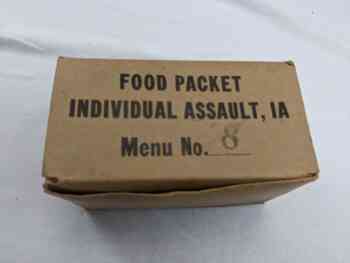 FOOD PACKET
INDIVIDUAL ASSAULT, IA
Menu No. 8